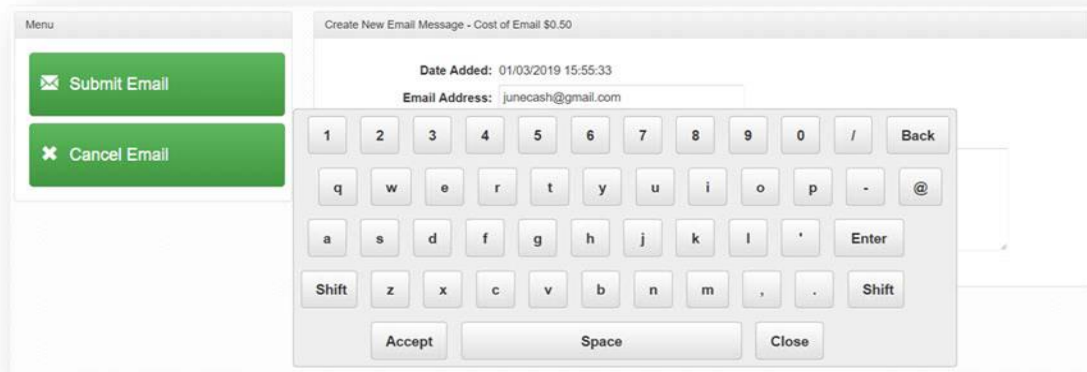 Menu
Create New Email Message - Cost of Email $0.50
Submit Email
Cancel Email
Date Added: 01/03/2019 15:55:33
Email Address: junecash@gmail.com
1 2 3 4 5 6 7 8 9 0 / Back
q w e r t y u i o p - @
a s d f g h j k l ' Enter
Shift z x c v b n m , . Shift
Accept Space Close